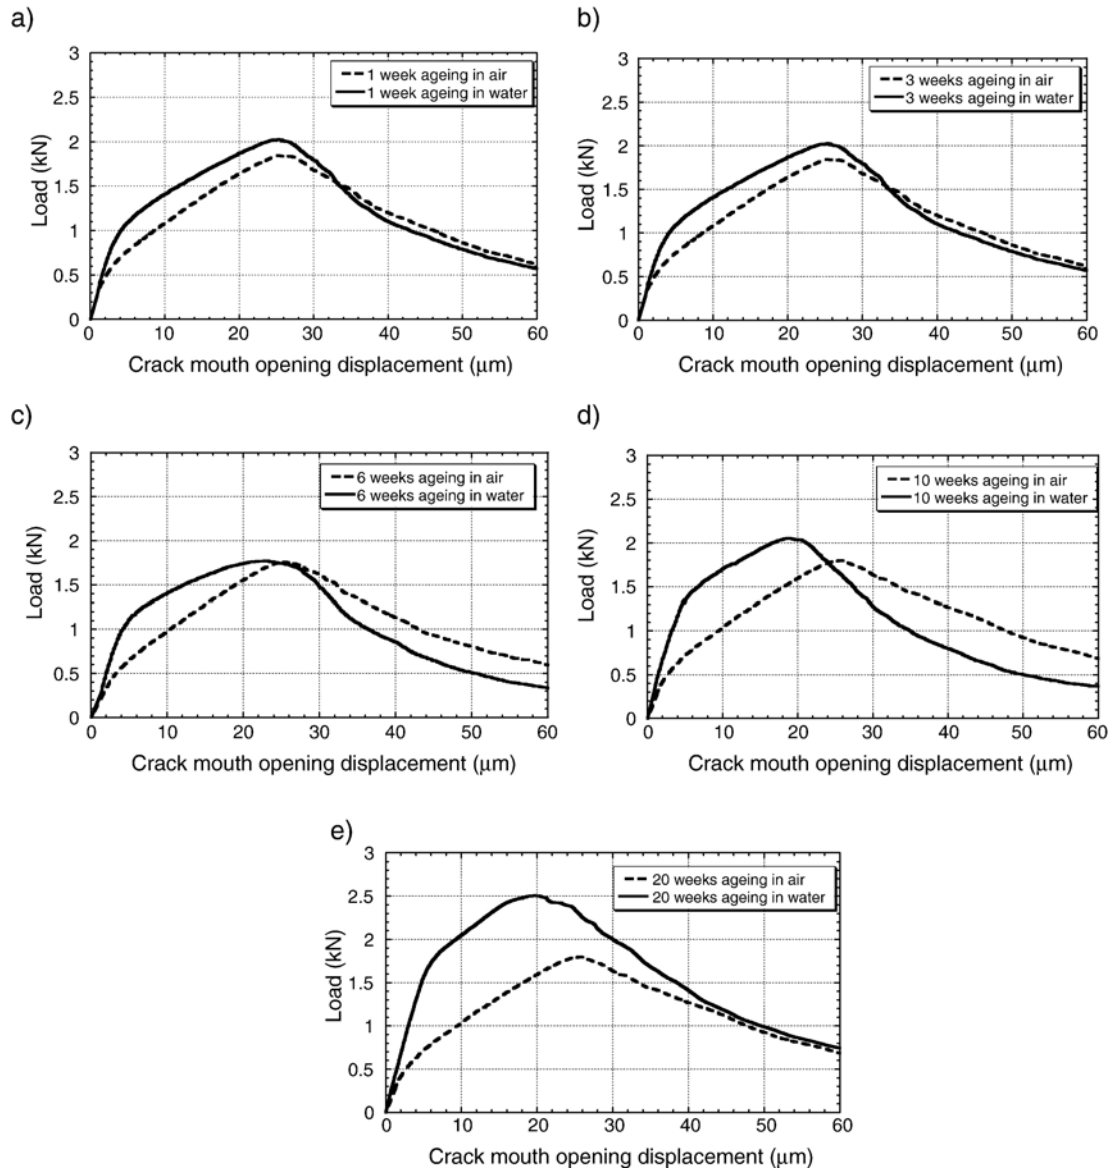 a)
3
2.5
2
1.5
1
0.5
0
Load (kN)
1 week ageing in air
1 week ageing in water
0 10 20 30 40 50 60
Crack mouth opening displacement (μm)
b)
3
2.5
2
1.5
1
0.5
0
Load (kN)
3 weeks ageing in air
3 weeks ageing in water
0 10 20 30 40 50 60
Crack mouth opening displacement (μm)
c)
3
2.5
2
1.5
1
0.5
0
Load (kN)
6 weeks ageing in air
6 weeks ageing in water
0 10 20 30 40 50 60
Crack mouth opening displacement (μm)
d)
3
2.5
2
1.5
1
0.5
0
Load (kN)
10 weeks ageing in air
10 weeks ageing in water
0 10 20 30 40 50 60
Crack mouth opening displacement (μm)
e)
3
2.5
2
1.5
1
0.5
0
Load (kN)
20 weeks ageing in air
20 weeks ageing in water
0 10 20 30 40 50 60
Crack mouth opening displacement (μm)